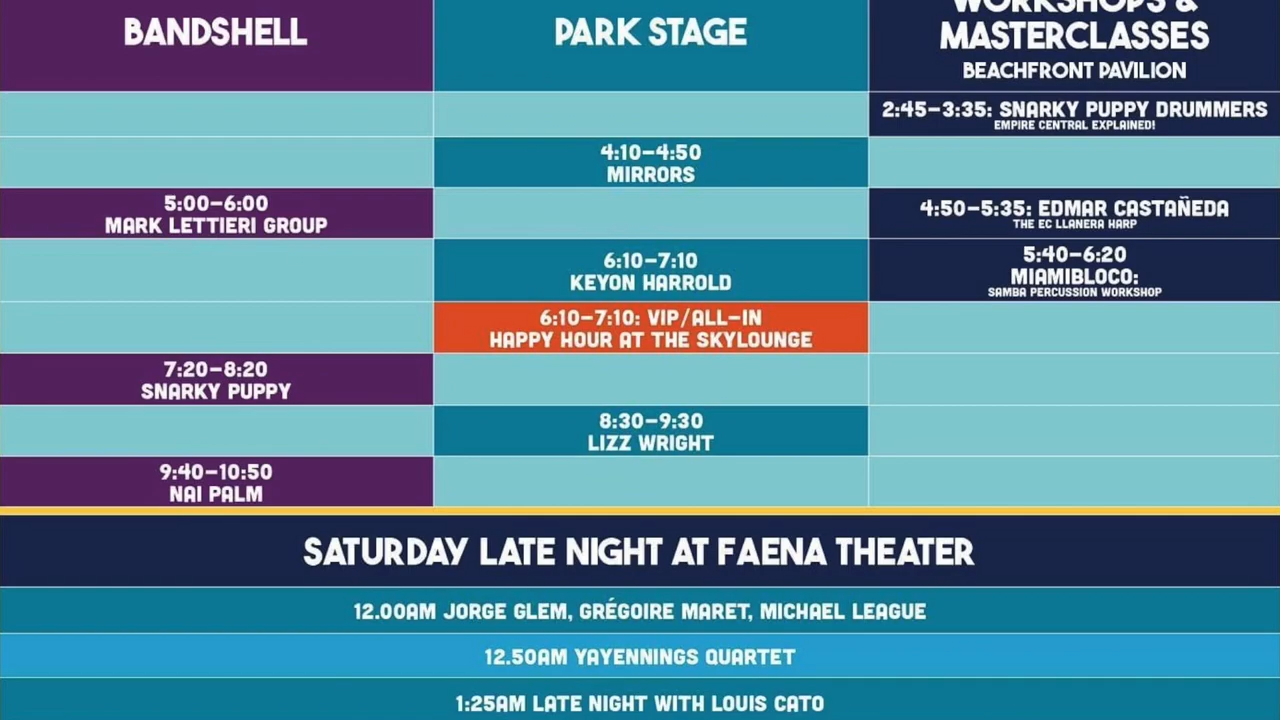 BANDSHELL
PARK STAGE
WORKSHOPS &
MASTERCLASSES
BEACHFRONT PAVILION
2:45–3:35: SNARKY PUPPY DRUMMERS
EMPIRE CENTRAL EXPLAINED!
4:10–4:50
MIRRORS
5:00–6:00
MARK LETTIERI GROUP
4:50–5:35: EDMAR CASTAÑEDA
THE EC LLANERA HARP
6:10–7:10
KEYON HARROLD
5:40–6:20
MIAMIBLOCO:
SAMBA PERCUSSION WORKSHOP
6:10–7:10: VIP/ALL–IN
HAPPY HOUR AT THE SKYLOUNGE
7:20–8:20
SNARKY PUPPY
8:30–9:30
LIZZ WRIGHT
9:40–10:50
NAI PALM
SATURDAY LATE NIGHT AT FAENA THEATER
12.00AM JORGE GLEM, GRÉGOIRE MARET, MICHAEL LEAGUE
12.50AM YAYENNINGS QUARTET
1:25AM LATE NIGHT WITH LOUIS CATO